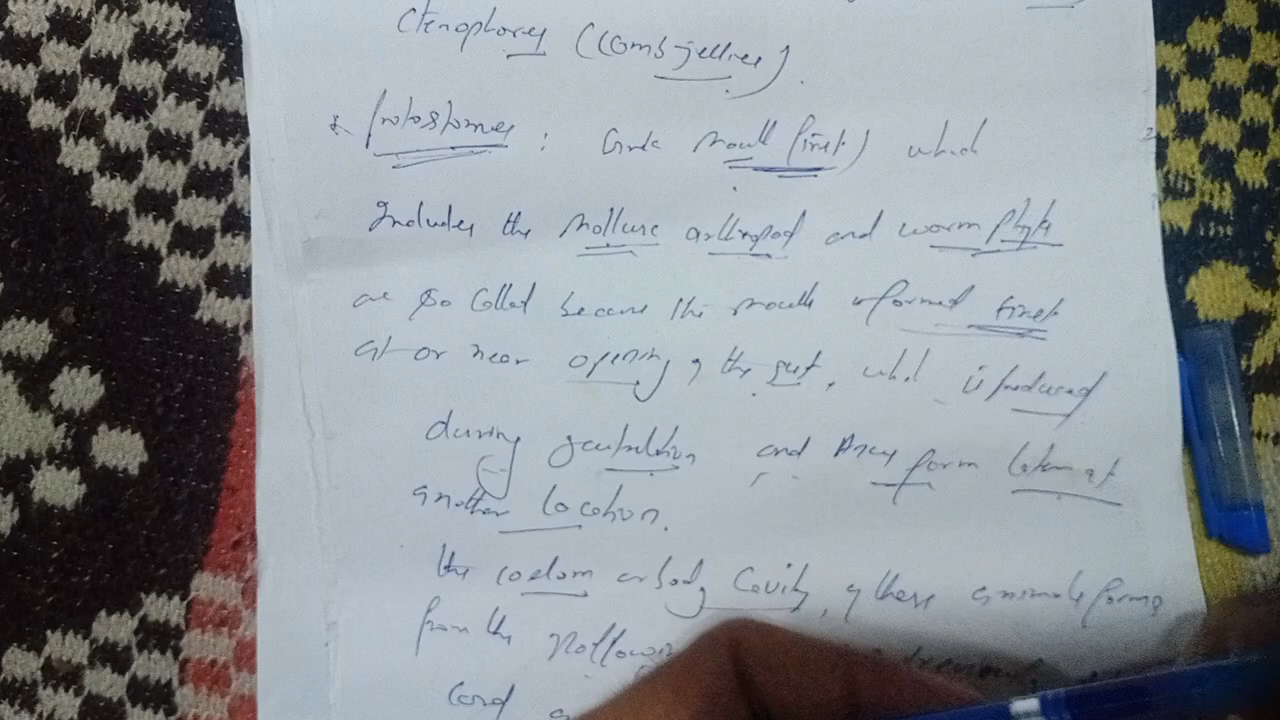 Ctenophores (Comb jellies).
* Protostomes : Greek Mouth first) which
Includes the Mollusc arthropod and worm phyla
are so Called because the mouth is formed first
at or near opening of the gut, which is produced
during gastrulation and Anus form later at
another Location.
the coelom or body Cavity, of these animals forms
from the Hollowing
cord